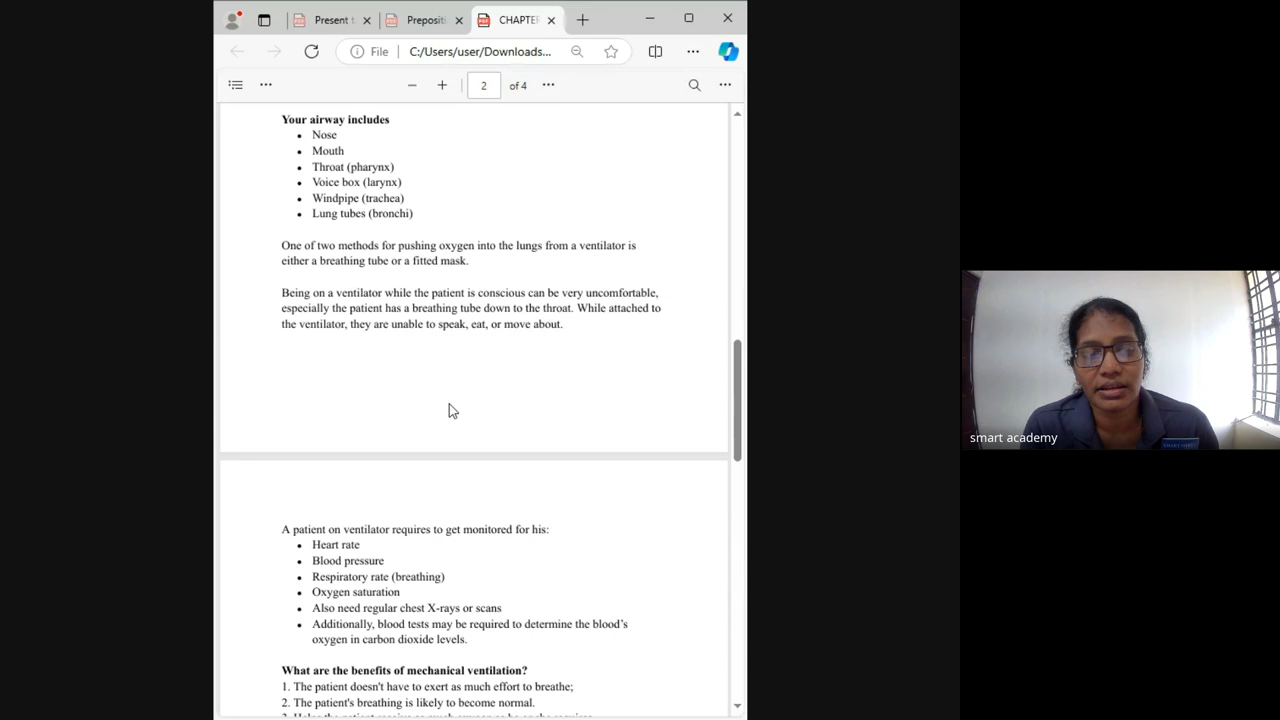 Present t
Preposit
CHAPTER
File
C:/Users/user/Downloads...
2
of 4
Your airway includes
• Nose
• Mouth
• Throat (pharynx)
• Voice box (larynx)
• Windpipe (trachea)
• Lung tubes (bronchi)
One of two methods for pushing oxygen into the lungs from a ventilator is
either a breathing tube or a fitted mask.
Being on a ventilator while the patient is conscious can be very uncomfortable,
especially the patient has a breathing tube down to the throat. While attached to
the ventilator, they are unable to speak, eat, or move about.
A patient on ventilator requires to get monitored for his:
• Heart rate
• Blood pressure
• Respiratory rate (breathing)
• Oxygen saturation
• Also need regular chest X-rays or scans
• Additionally, blood tests may be required to determine the blood's
oxygen in carbon dioxide levels.
What are the benefits of mechanical ventilation?
1. The patient doesn't have to exert as much effort to breathe;
2. The patient's breathing is likely to become normal.
smart academy